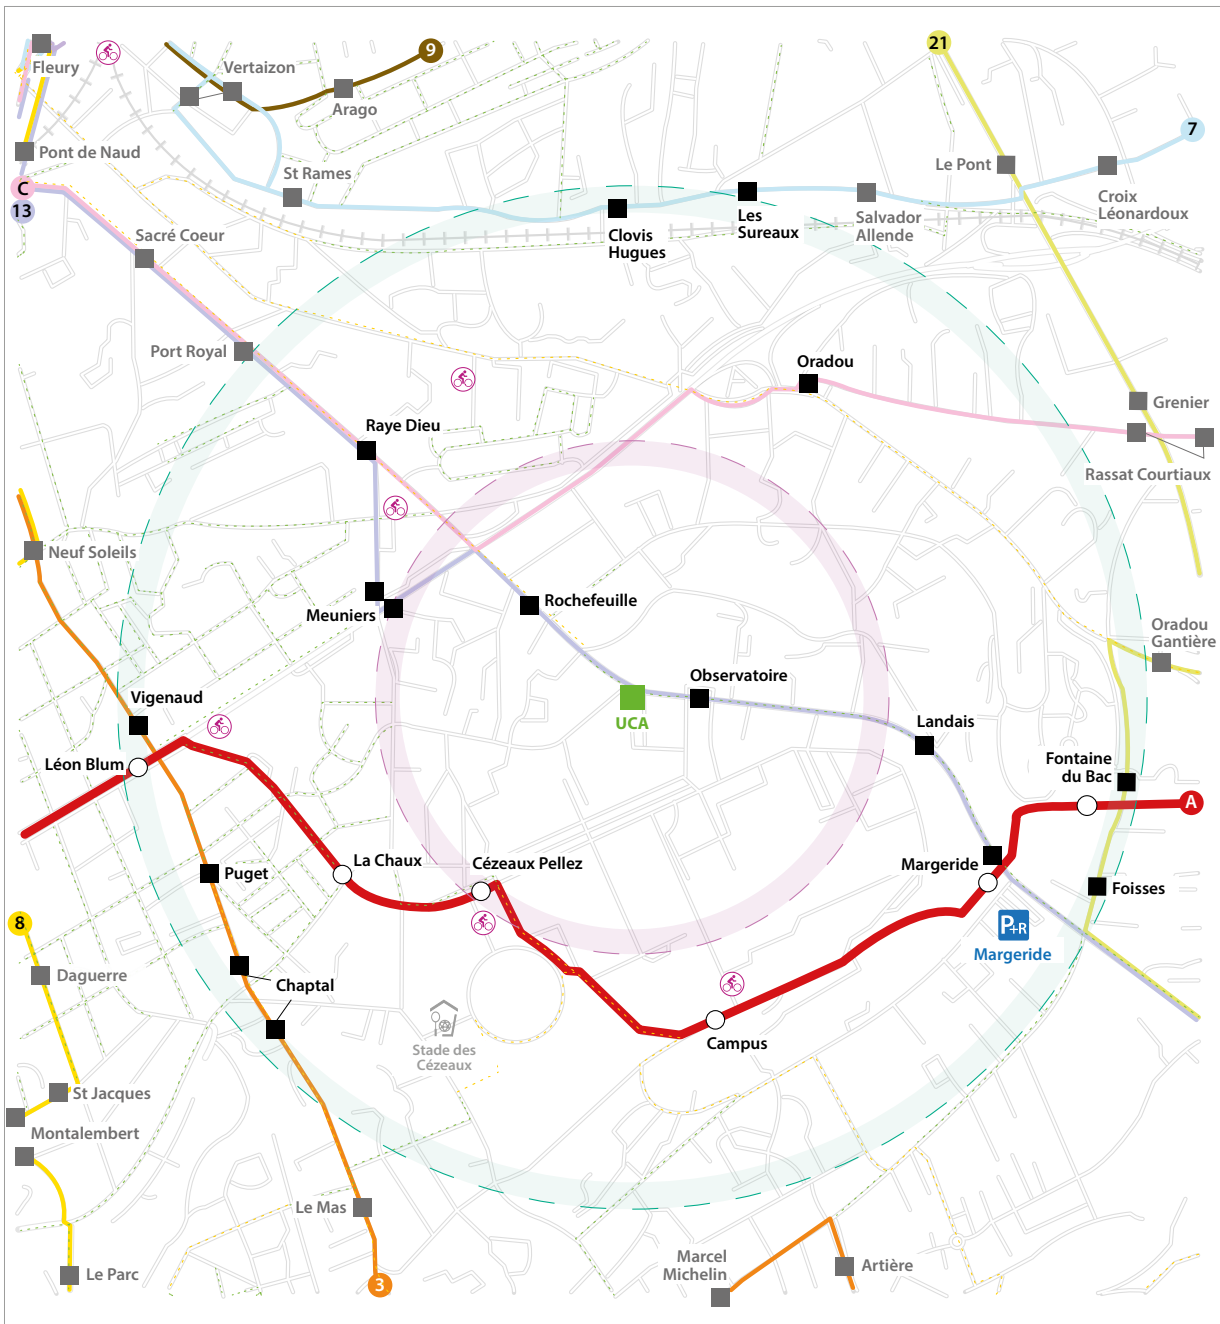 21
9
Fleury
Vertaizon
Arago
7
Pont de Naud
Le Pont
St Rames
C
13
Croix
Léonardoux
Les
Sureaux
Salvador
Allende
Sacré Coeur
Clovis
Hugues
Port Royal
Oradou
Grenier
Raye Dieu
Rassat Courtiaux
Neuf Soleils
Rochefeuille
Meuniers
Oradou
Gantière
Observatoire
Vigenaud
UCA
Landais
Léon Blum
Fontaine
du Bac
A
La Chaux
Cézeaux Pellez
Margeride
Puget
Foisses
8
P+R
Margeride
Daguerre
Chaptal
Campus
Stade des
Cézeaux
St Jacques
Montalembert
Le Mas
Marcel
Michelin
Artière
Le Parc
3